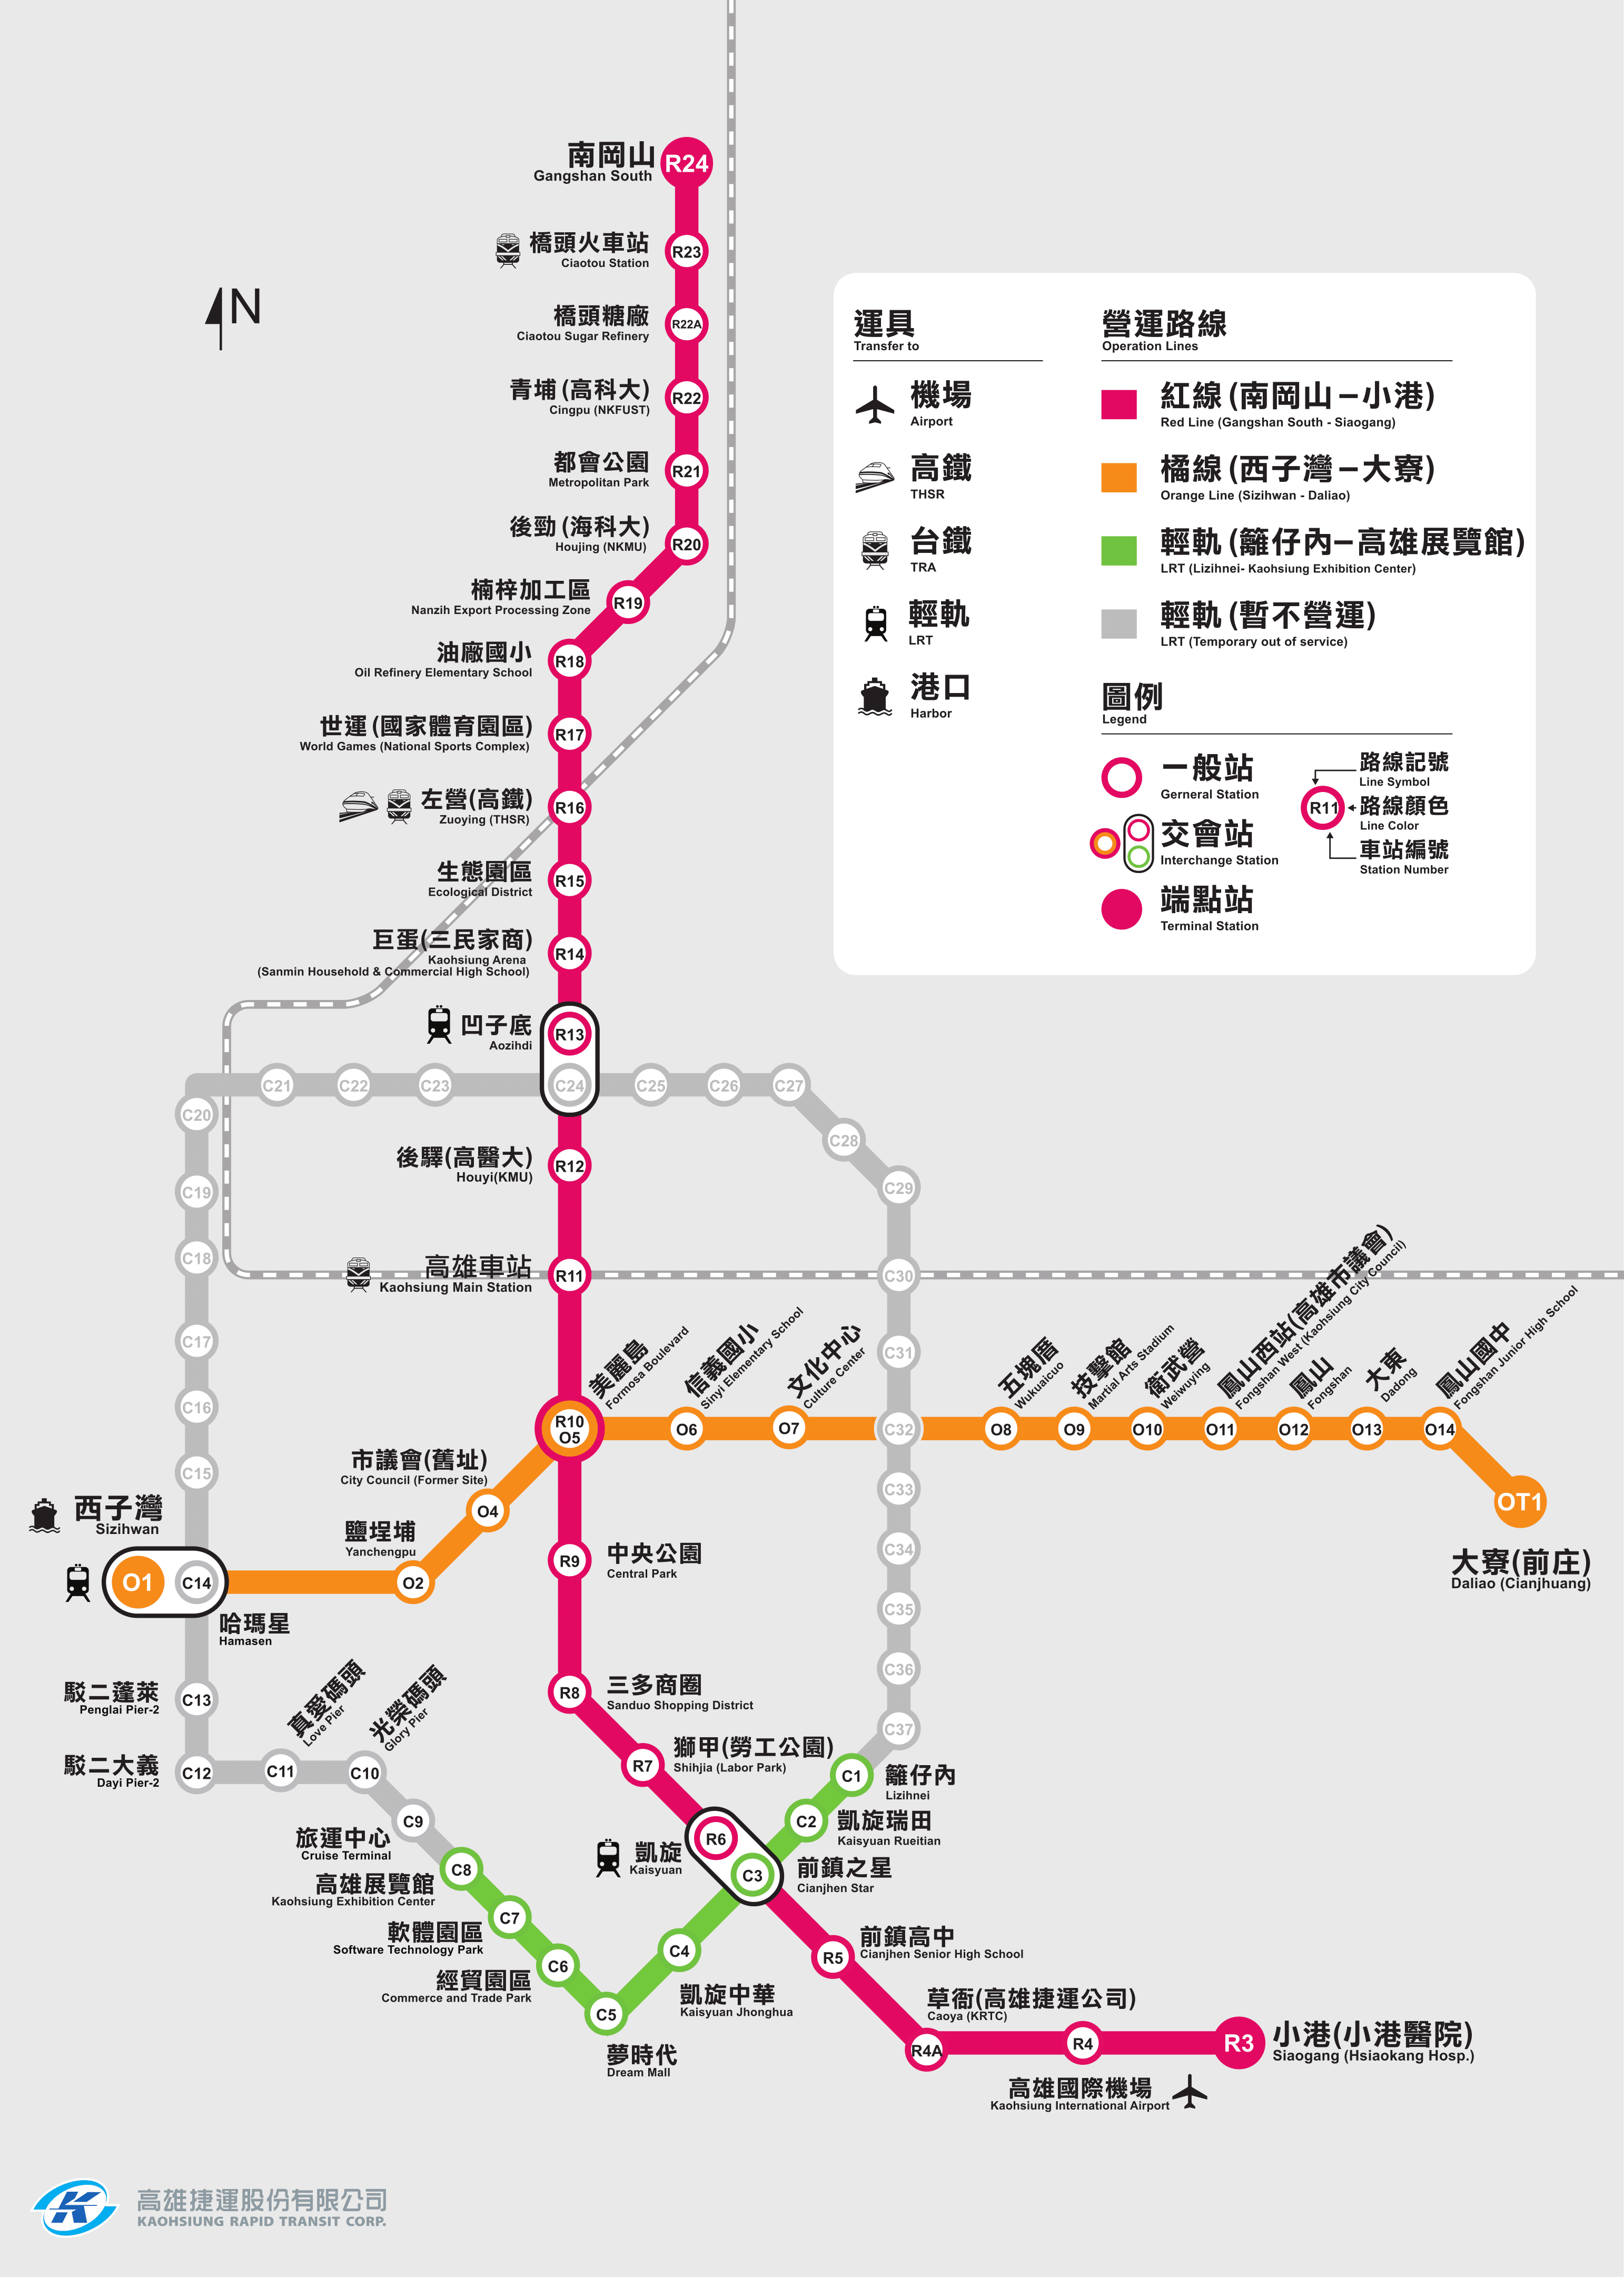 南岡山
Gangshan South
R24
橋頭火車站
Ciaotou Station
R23
N
橋頭糖廠
Ciaotou Sugar Refinery
R22A
青埔(高科大)
Cingpu (NKFUST)
R22
都會公園
Metropolitan Park
R21
後勁(海科大)
Houjing (NKMU)
R20
楠梓加工區
Nanzih Export Processing Zone
R19
油廠國小
Oil Refinery Elementary School
R18
世運(國家體育園區)
World Games (National Sports Complex)
R17
左營(高鐵)
Zuoying (THSR)
R16
生態園區
Ecological District
R15
巨蛋(三民家商)
Kaohsiung Arena
(Sanmin Household & Commercial High School)
R14
凹子底
Aozihdi
R13
運具
Transfer to
機場
Airport
高鐵
THSR
台鐵
TRA
輕軌
LRT
港口
Harbor
營運路線
Operation Lines
紅線(南岡山－小港)
Red Line (Gangshan South - Siaogang)
橘線(西子灣－大寮)
Orange Line (Sizihwan - Daliao)
輕軌(籬仔內－高雄展覽館)
LRT (Lizihnei- Kaohsiung Exhibition Center)
輕軌(暫不營運)
LRT (Temporary out of service)
圖例
Legend
一般站
Gerneral Station
交會站
Interchange Station
端點站
Terminal Station
路線記號
Line Symbol
R11
路線顏色
Line Color
車站編號
Station Number
C20
C21
C22
C23
C24
C25
C26
C27
C28
C29
C19
C18
C17
C16
C15
後驛(高醫大)
Houyi(KMU)
R12
高雄車站
Kaohsiung Main Station
R11
C30
C31
美麗島
Formosa Boulevard
R10
O5
信義國小
Sinyi Elementary School
O6
文化中心
Culture Center
O7
C32
五塊厝
Wukuaicuo
O8
技擊館
Martial Arts Stadium
O9
衛武營
Weiwuying
O10
鳳山西站(高雄市議會)
Fongshan West (Kaohsiung City Council)
O11
鳳山
Fongshan
O12
大東
Dadong
O13
鳳山國中
Fongshan Junior High School
O14
OT1
大寮(前庄)
Daliao (Cianjhuang)
市議會(舊址)
City Council (Former Site)
O4
鹽埕埔
Yanchengpu
O2
西子灣
Sizihwan
O1
C14
哈瑪星
Hamasen
C33
C34
C35
C36
C37
中央公園
Central Park
R9
三多商圈
Sanduo Shopping District
R8
獅甲(勞工公園)
Shihjia (Labor Park)
R7
駁二蓬萊
Penglai Pier-2
C13
駁二大義
Dayi Pier-2
C12
真愛碼頭
Love Pier
C11
光榮碼頭
Glory Pier
C10
C9
旅運中心
Cruise Terminal
C8
高雄展覽館
Kaohsiung Exhibition Center
C7
軟體園區
Software Technology Park
C6
經貿園區
Commerce and Trade Park
C5
夢時代
Dream Mall
C4
凱旋中華
Kaisyuan Jhonghua
凱旋
Kaisyuan
R6
C3
前鎮之星
Cianjhen Star
C2
凱旋瑞田
Kaisyuan Rueitian
C1
籬仔內
Lizihnei
R5
前鎮高中
Cianjhen Senior High School
草衙(高雄捷運公司)
Caoya (KRTC)
R4A
R4
高雄國際機場
Kaohsiung International Airport
R3
小港(小港醫院)
Siaogang (Hsiaokang Hosp.)
高雄捷運股份有限公司
KAOHSIUNG RAPID TRANSIT CORP.